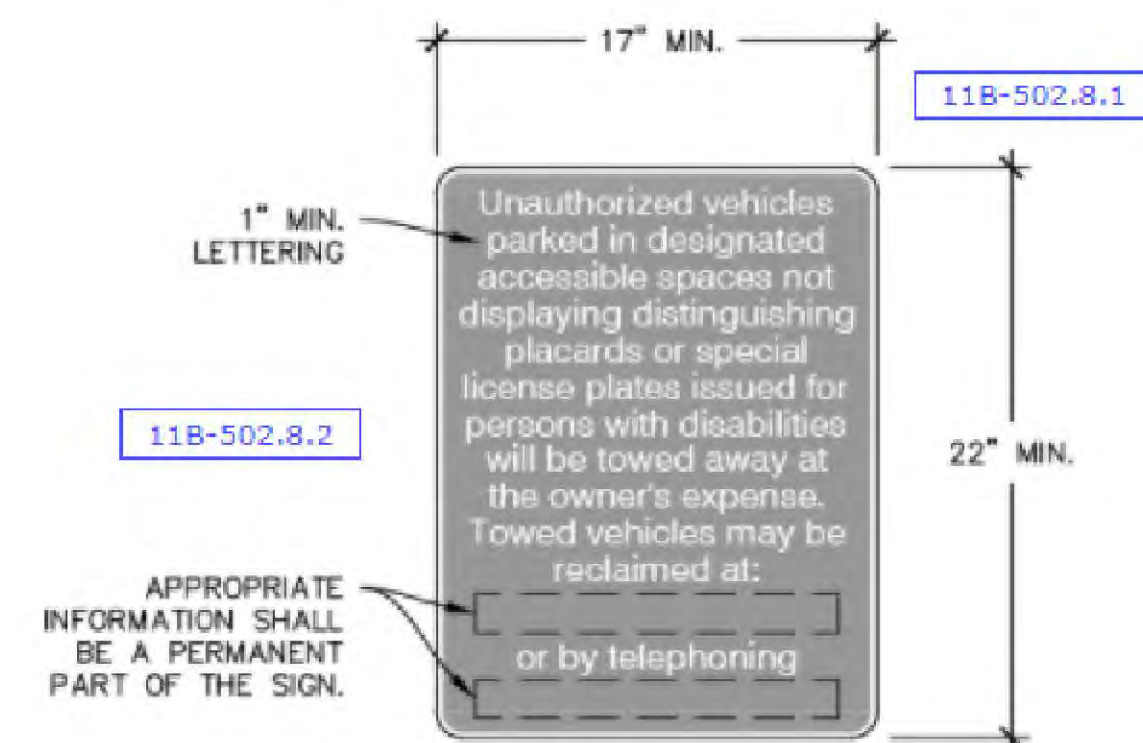 17" MIN.
11B-502.8.1
1" MIN.
LETTERING
Unauthorized vehicles
parked in designated
accessible spaces not
displaying distinguishing
placards or special
license plates issued for
persons with disabilities
will be towed away at
the owner's expense.
Towed vehicles may be
reclaimed at:
or by telephoning
11B-502.8.2
22" MIN.
APPROPRIATE
INFORMATION SHALL
BE A PERMANENT
PART OF THE SIGN.